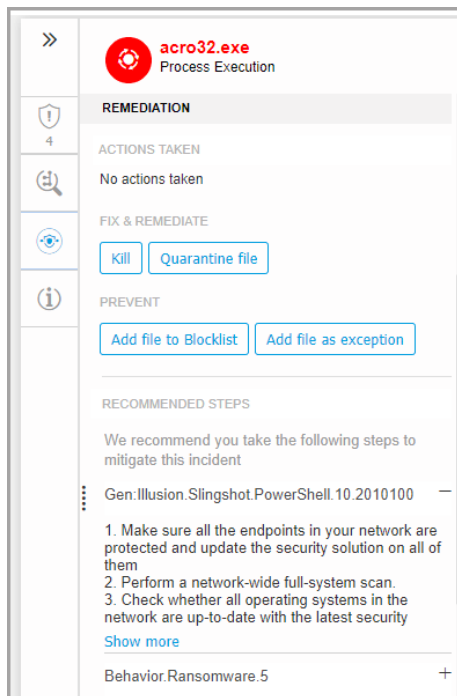 acro32.exe
Process Execution
REMEDIATION
4
ACTIONS TAKEN
No actions taken
FIX & REMEDIATE
Kill
Quarantine file
PREVENT
Add file to Blocklist
Add file as exception
RECOMMENDED STEPS
We recommend you take the following steps to
mitigate this incident
Gen:Illusion.Slingshot.PowerShell.10.2010100
1. Make sure all the endpoints in your network are
protected and update the security solution on all of
them
2. Perform a network-wide full-system scan.
3. Check whether all operating systems in the
network are up-to-date with the latest security
Show more
Behavior.Ransomware.5